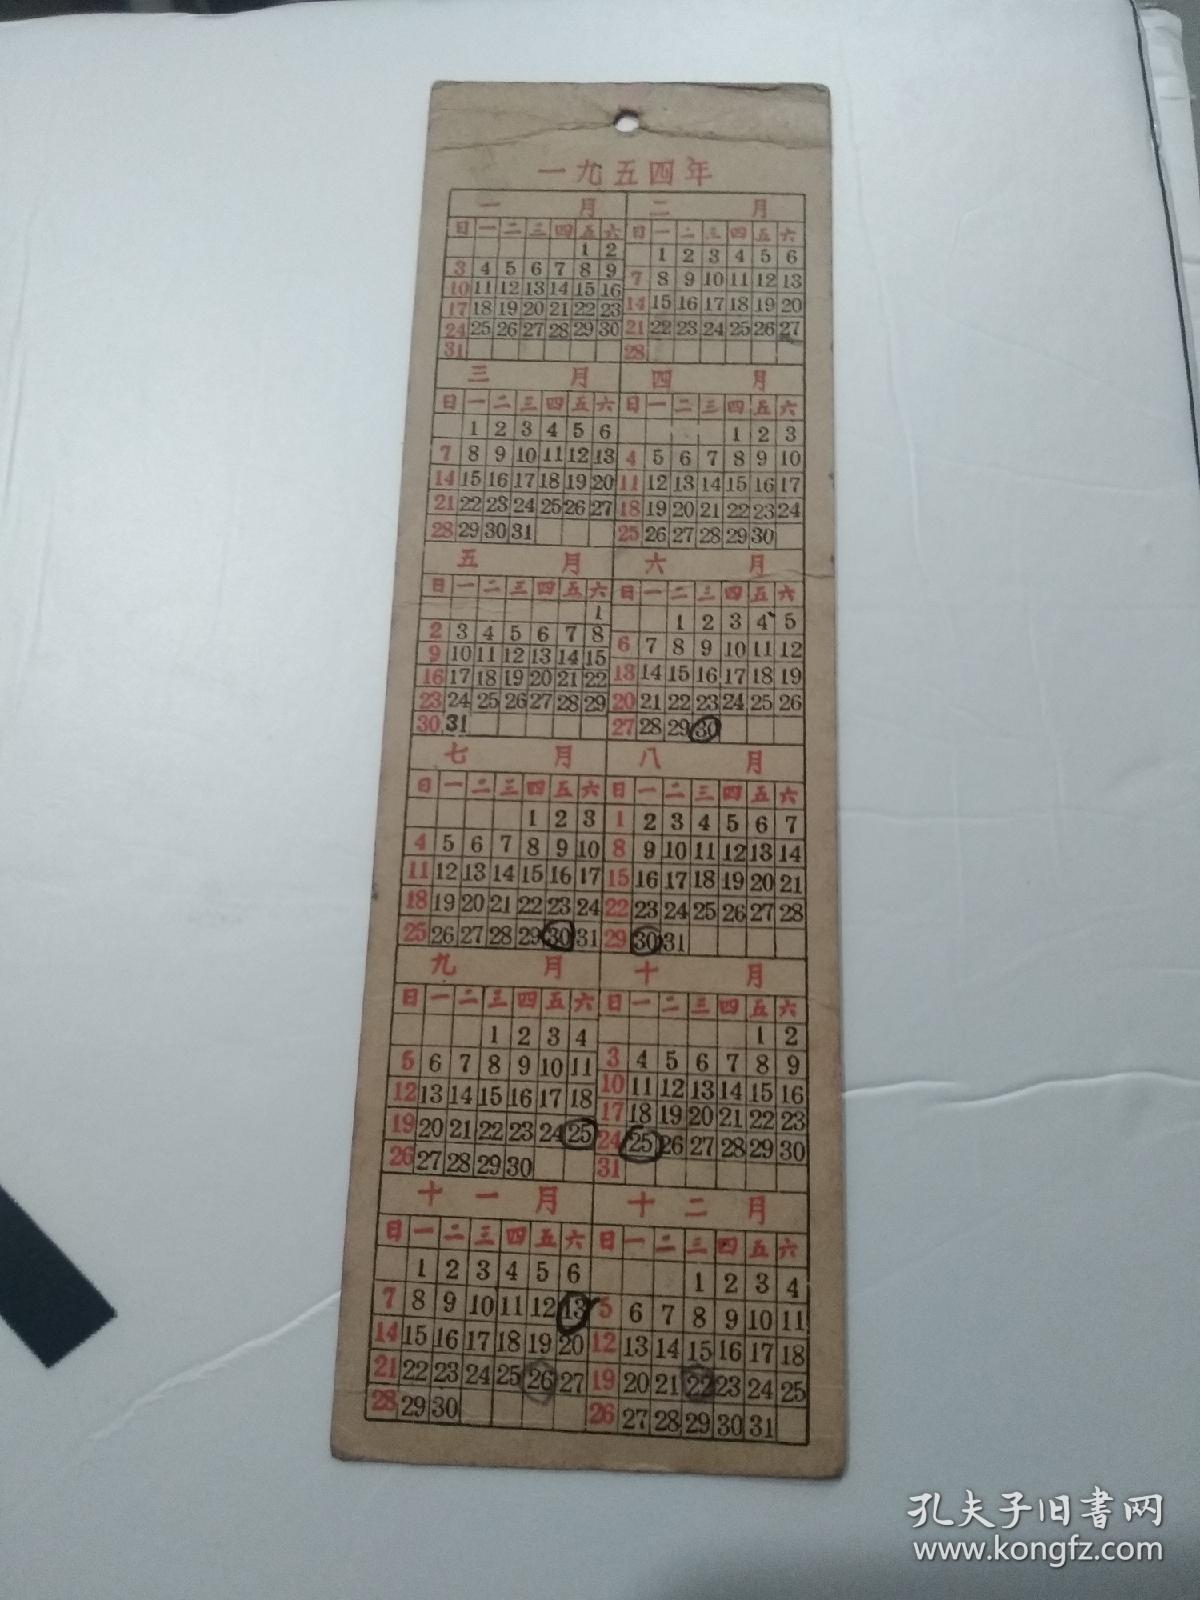 一九五四年
一 月 二 月
日 一 二 三 四 五 六 日 一 二 三 四 五 六
1 2 1 2 3 4 5 6
3 4 5 6 7 8 9 7 8 9 10 11 12 13
10 11 12 13 14 15 16 14 15 16 17 18 19 20
17 18 19 20 21 22 23 21 22 23 24 25 26 27
24 25 26 27 28 29 30 28
31
三 月 四 月
日 一 二 三 四 五 六 日 一 二 三 四 五 六
1 2 3 4 5 6 1 2 3
7 8 9 10 11 12 13 4 5 6 7 8 9 10
14 15 16 17 18 19 20 11 12 13 14 15 16 17
21 22 23 24 25 26 27 18 19 20 21 22 23 24
28 29 30 31 25 26 27 28 29 30
五 月 六 月
日 一 二 三 四 五 六 日 一 二 三 四 五 六
1 1 2 3 4 5
2 3 4 5 6 7 8 6 7 8 9 10 11 12
9 10 11 12 13 14 15 13 14 15 16 17 18 19
16 17 18 19 20 21 22 20 21 22 23 24 25 26
23 24 25 26 27 28 29 27 28 29 30
30 31
七 月 八 月
日 一 二 三 四 五 六 日 一 二 三 四 五 六
1 2 3 1 2 3 4 5 6 7
4 5 6 7 8 9 10 8 9 10 11 12 13 14
11 12 13 14 15 16 17 15 16 17 18 19 20 21
18 19 20 21 22 23 24 22 23 24 25 26 27 28
25 26 27 28 29 30 31 29 30 31
九 月 十 月
日 一 二 三 四 五 六 日 一 二 三 四 五 六
1 2 3 4 1 2
5 6 7 8 9 10 11 3 4 5 6 7 8 9
12 13 14 15 16 17 18 10 11 12 13 14 15 16
19 20 21 22 23 24 25 17 18 19 20 21 22 23
26 27 28 29 30 24 25 26 27 28 29 30
31
十 一 月 十 二 月
日 一 二 三 四 五 六 日 一 二 三 四 五 六
1 2 3 4 5 6 1 2 3 4
7 8 9 10 11 12 13 5 6 7 8 9 10 11
14 15 16 17 18 19 20 12 13 14 15 16 17 18
21 22 23 24 25 26 27 19 20 21 22 23 24 25
28 29 30 26 27 28 29 30 31
孔夫子旧書网
www.kongfz.com